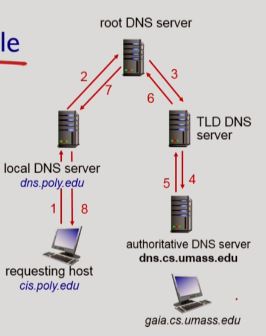 le
root DNS server
2
3
7
6
TLD DNS
server
local DNS server
dns.poly.edu
5
4
1
8
authoritative DNS server
dns.cs.umass.edu
requesting host
cis.poly.edu
gaia.cs.umass.edu